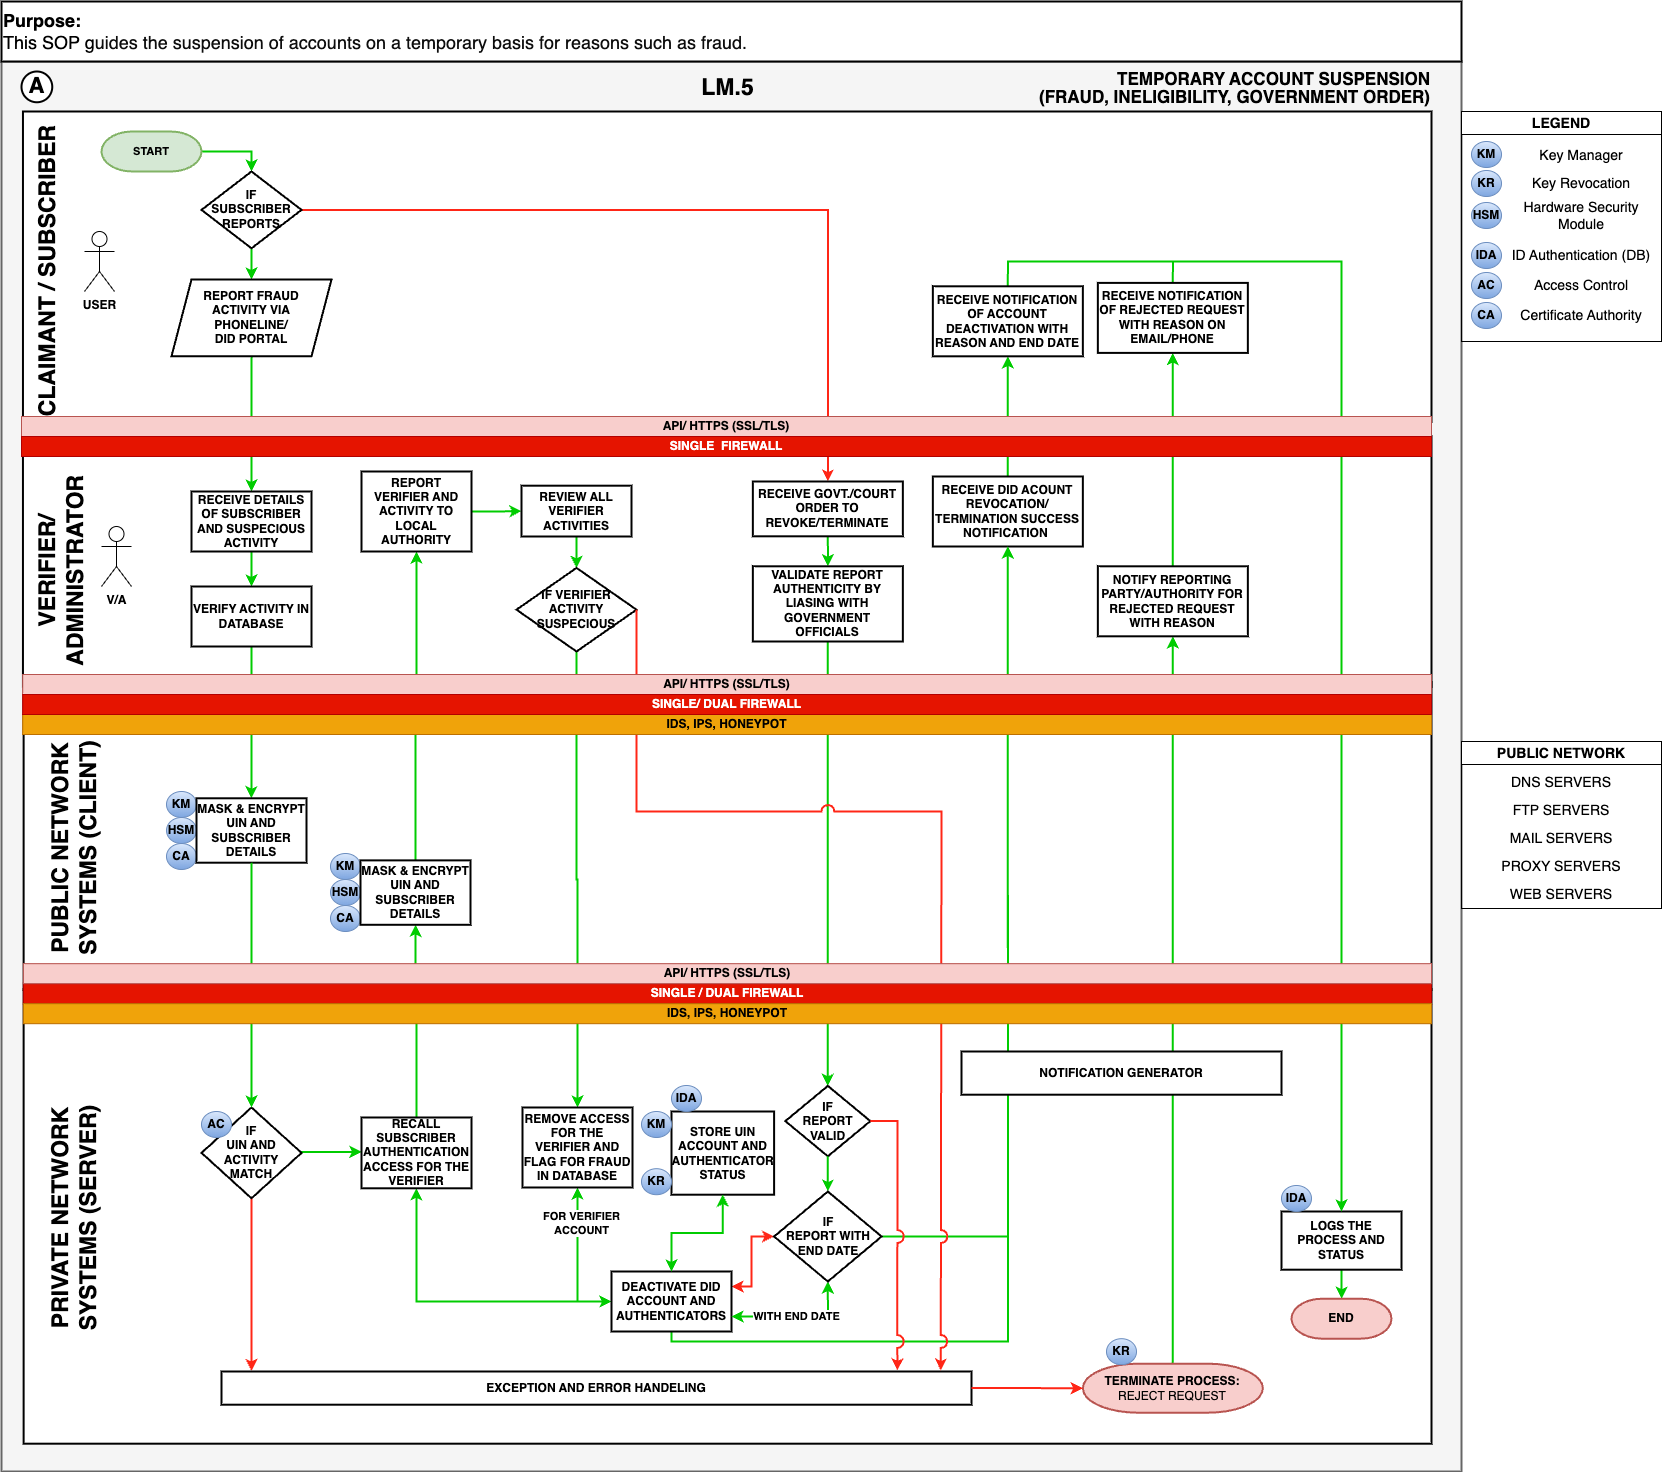 Purpose:
This SOP guides the suspension of accounts on a temporary basis for reasons such as fraud.
A
LM.5
TEMPORARY ACCOUNT SUSPENSION
(FRAUD, INELIGIBILITY, GOVERNMENT ORDER)
CLAIMANT / SUBSCRIBER
START
IF
SUBSCRIBER
REPORTS
USER
REPORT FRAUD
ACTIVITY VIA
PHONELINE/
DID PORTAL
RECEIVE NOTIFICATION
OF ACCOUNT
DEACTIVATION WITH
REASON AND END DATE
RECEIVE NOTIFICATION
OF REJECTED REQUEST
WITH REASON ON
EMAIL/PHONE
API/ HTTPS (SSL/TLS)
SINGLE FIREWALL
VERIFIER/
ADMINISTRATOR
V/A
RECEIVE DETAILS
OF SUBSCRIBER
AND SUSPECIOUS
ACTIVITY
VERIFY ACTIVITY IN
DATABASE
REPORT
VERIFIER AND
ACTIVITY TO
LOCAL
AUTHORITY
REVIEW ALL
VERIFIER
ACTIVITIES
IF VERIFIER
ACTIVITY
SUSPECIOUS
RECEIVE GOVT./COURT
ORDER TO
REVOKE/TERMINATE
VALIDATE REPORT
AUTHENTICITY BY
LIASING WITH
GOVERNMENT
OFFICIALS
RECEIVE DID ACOUNT
REVOCATION/
TERMINATION SUCCESS
NOTIFICATION
NOTIFY REPORTING
PARTY/AUTHORITY FOR
REJECTED REQUEST
WITH REASON
API/ HTTPS (SSL/TLS)
SINGLE/ DUAL FIREWALL
IDS, IPS, HONEYPOT
PUBLIC NETWORK
SYSTEMS (CLIENT)
KM
HSM
CA
MASK & ENCRYPT
UIN AND
SUBSCRIBER
DETAILS
KM
HSM
CA
MASK & ENCRYPT
UIN AND
SUBSCRIBER
DETAILS
API/ HTTPS (SSL/TLS)
SINGLE / DUAL FIREWALL
IDS, IPS, HONEYPOT
PRIVATE NETWORK
SYSTEMS (SERVER)
AC
IF
UIN AND
ACTIVITY
MATCH
RECALL
SUBSCRIBER
AUTHENTICATION
ACCESS FOR THE
VERIFIER
REMOVE ACCESS
FOR THE
VERIFIER AND
FLAG FOR FRAUD
IN DATABASE
FOR VERIFIER
ACCOUNT
IDA
KM
KR
STORE UIN
ACCOUNT AND
AUTHENTICATOR
STATUS
IF
REPORT
VALID
IF
REPORT WITH
END DATE
DEACTIVATE DID
ACCOUNT AND
AUTHENTICATORS
WITH END DATE
NOTIFICATION GENERATOR
IDA
LOGS THE
PROCESS AND
STATUS
END
EXCEPTION AND ERROR HANDELING
KR
TERMINATE PROCESS:
REJECT REQUEST
LEGEND
KM Key Manager
KR Key Revocation
HSM Hardware Security
Module
IDA ID Authentication (DB)
AC Access Control
CA Certificate Authority
PUBLIC NETWORK
DNS SERVERS
FTP SERVERS
MAIL SERVERS
PROXY SERVERS
WEB SERVERS